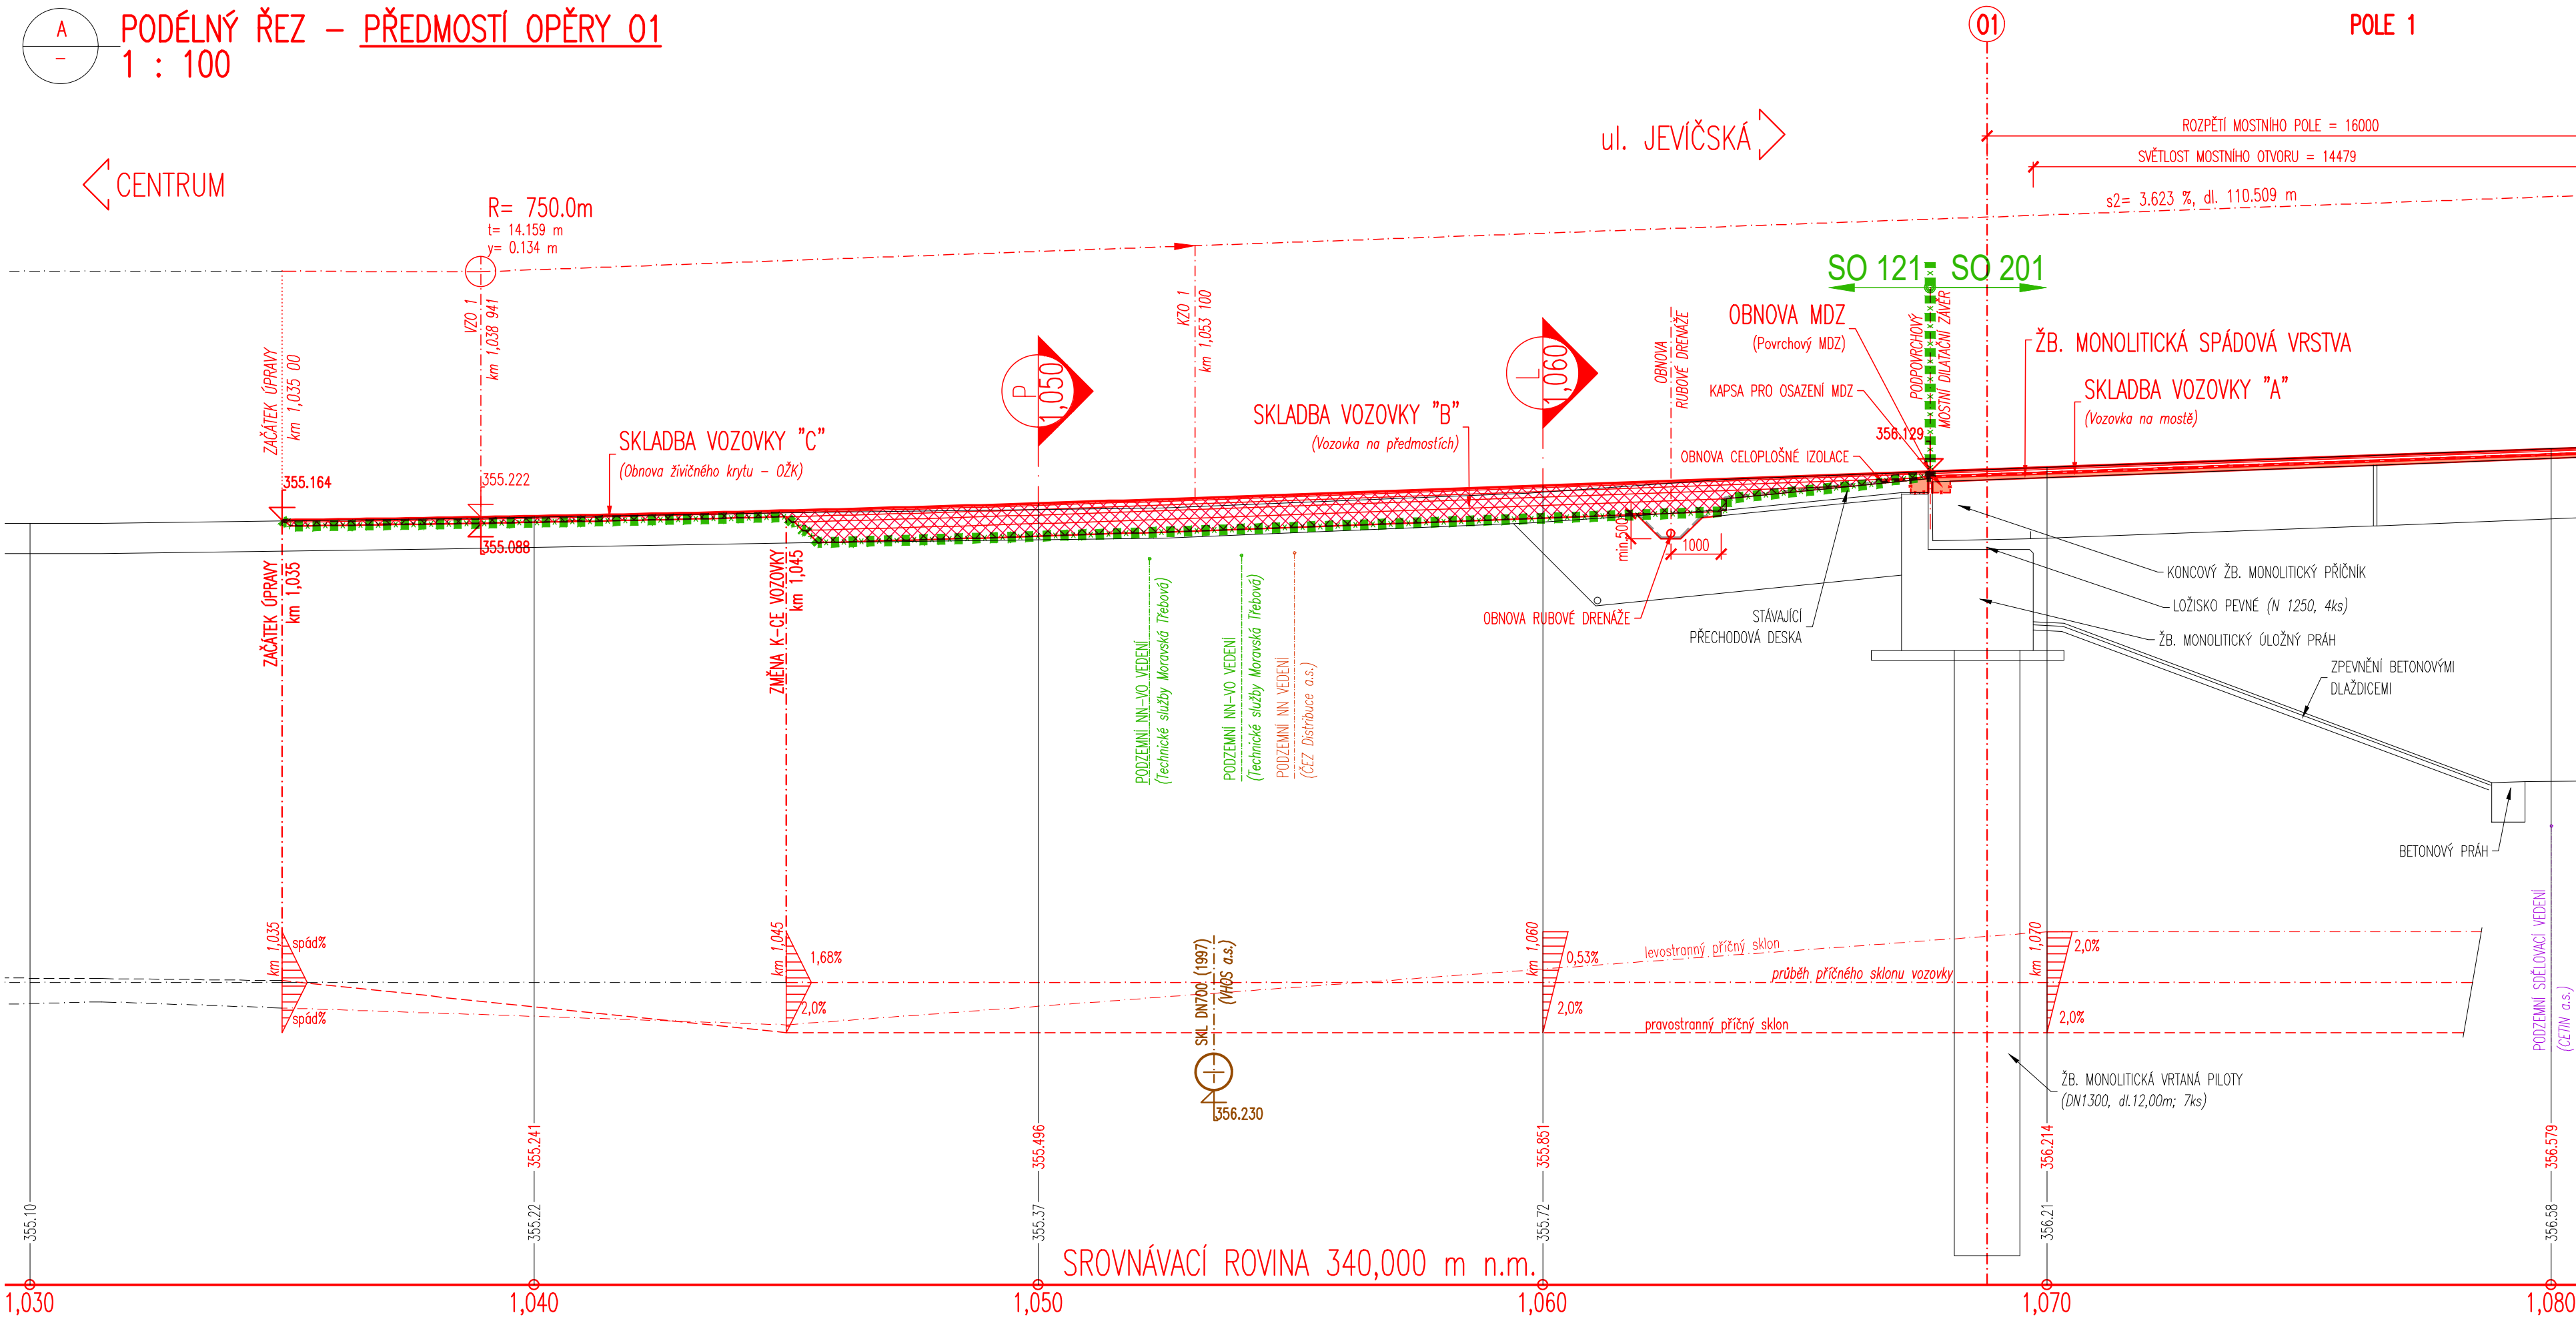 A
–
PODÉLNÝ ŘEZ – PŘEDMOSTÍ OPĚRY O1
1 : 100
O1
POLE 1
ul. JEVÍČSKÁ
CENTRUM
ROZPĚTÍ MOSTNÍHO POLE = 16000
SVĚTLOST MOSTNÍHO OTVORU = 14479
s2= 3.623 %, dl. 110.509 m
R= 750.0m
t= 14.159 m
y= 0.134 m
VZO 1
km 1,038 941
KZO 1
km 1,053 100
ZAČÁTEK ÚPRAVY
km 1,035 00
SO 121
SO 201
PODPOVRCHOVÝ
MOSTNÍ DILATAČNÍ ZÁVĚR
OBNOVA MDZ
(Povrchový MDZ)
KAPSA PRO OSAZENÍ MDZ
356.129
OBNOVA CELOPLOŠNÉ IZOLACE
OBNOVA
RUBOVÉ DRENÁŽE
ŽB. MONOLITICKÁ SPÁDOVÁ VRSTVA
SKLADBA VOZOVKY "A"
(Vozovka na mostě)
P
1,050
L
1,060
SKLADBA VOZOVKY "B"
(Vozovka na předmostích)
SKLADBA VOZOVKY "C"
(Obnova živičného krytu – OŽK)
355.164
355.222
355.088
ZAČÁTEK ÚPRAVY
km 1,035
ZMĚNA K-CE VOZOVKY
km 1,045
min.500
1000
OBNOVA RUBOVÉ DRENÁŽE
STÁVAJÍCÍ
PŘECHODOVÁ DESKA
KONCOVÝ ŽB. MONOLITICKÝ PŘÍČNÍK
LOŽISKO PEVNÉ (N 1250, 4ks)
ŽB. MONOLITICKÝ ÚLOŽNÝ PRÁH
ZPEVNĚNÍ BETONOVÝMI
DLAŽDICEMI
BETONOVÝ PRÁH
PODZEMNÍ NN-VO VEDENÍ
(Technické služby Moravská Třebová)
PODZEMNÍ NN-VO VEDENÍ
(Technické služby Moravská Třebová)
PODZEMNÍ NN VEDENÍ
(ČEZ Distribuce a.s.)
PODZEMNÍ SDĚLOVACÍ VEDENÍ
(CETIN a.s.)
km 1,035
spád%
spád%
km 1,045
1,68%
2,0%
SKL DN700 (1997)
(VHOS a.s.)
356.230
km 1,060
0,53%
2,0%
levostranný příčný sklon
průběh příčného sklonu vozovky
pravostranný příčný sklon
km 1,070
2,0%
2,0%
ŽB. MONOLITICKÁ VRTANÁ PILOTY
(DN1300, dl.12,00m; 7ks)
355.241
355.496
355.851
356.214
356.579
355.10
355.22
355.37
355.72
356.21
356.58
SROVNÁVACÍ ROVINA 340,000 m n.m.
1,030
1,040
1,050
1,060
1,070
1,080